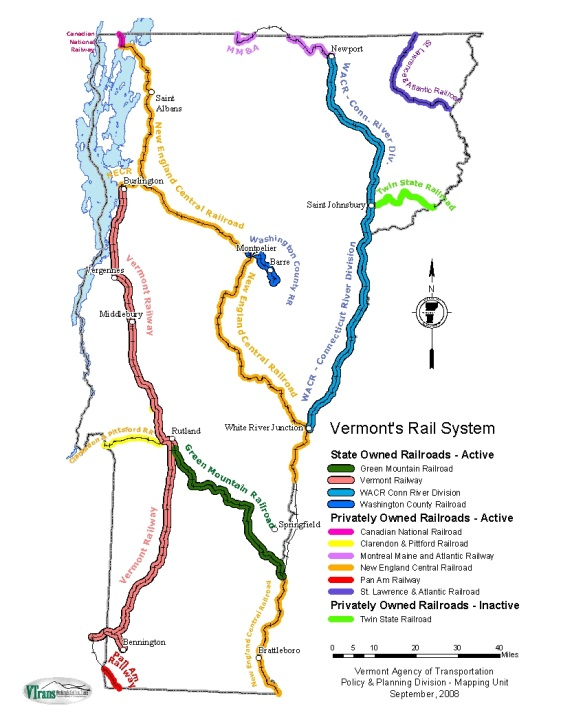 Canadian
National
Railway
MM&A
Newport
St. Lawrence & Atlantic Railroad
Saint
Albans
WACR - Conn. River Div.
New England Central Railroad
NECR
Burlington
Twin State Railroad
Saint Johnsbury
Washington County RR
Montpelier
Barre
Vergennes
Vermont Railway
Middlebury
New England Central Railroad
WACR - Connecticut River Division
N
White River Junction
Rutland
Clarendon & Pittsford RR
Green Mountain Railroad
Springfield
Vermont Railway
New England Central Railroad
Bennington
Brattleboro
Pan Am
Railway
VTrans
Vermont's Rail System
State Owned Railroads - Active
Green Mountain Railroad
Vermont Railway
WACR Conn River Division
Washington County Railroad
Privately Owned Railroads - Active
Canadian National Railroad
Clarendon & Pittford Railroad
Montreal Maine and Atlantic Railway
New England Central Railroad
Pan Am Railway
St. Lawrence & Atlantic Railroad
Privately Owned Railroads - Inactive
Twin State Railroad
0 5 10 20 30 40
Miles
Vermont Agency of Transportation
Policy & Planning Division - Mapping Unit
September, 2008